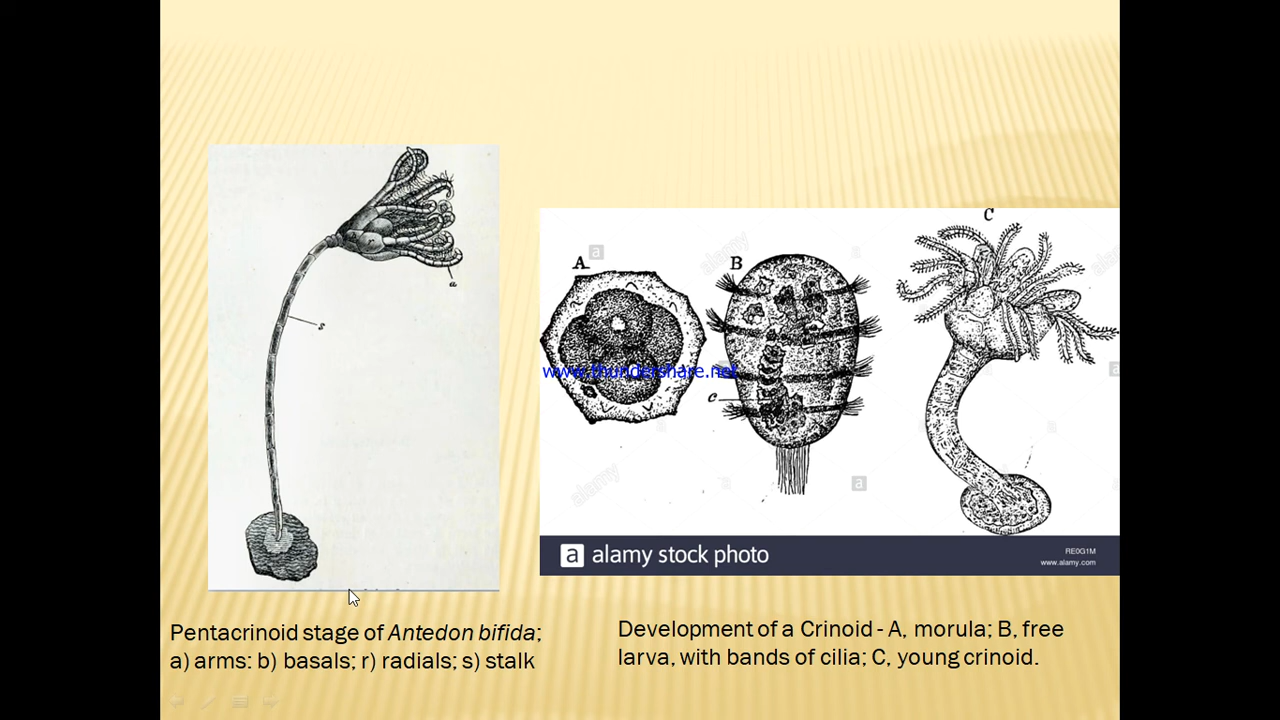 a
s
r
Pentacrinoid stage of Antedon bifida;
a) arms: b) basals; r) radials; s) stalk
A
B
C
c
www.thundershare.net
alamy
a
a alamy stock photo
RE0G1M
www.alamy.com
Development of a Crinoid - A, morula; B, free
larva, with bands of cilia; C, young crinoid.